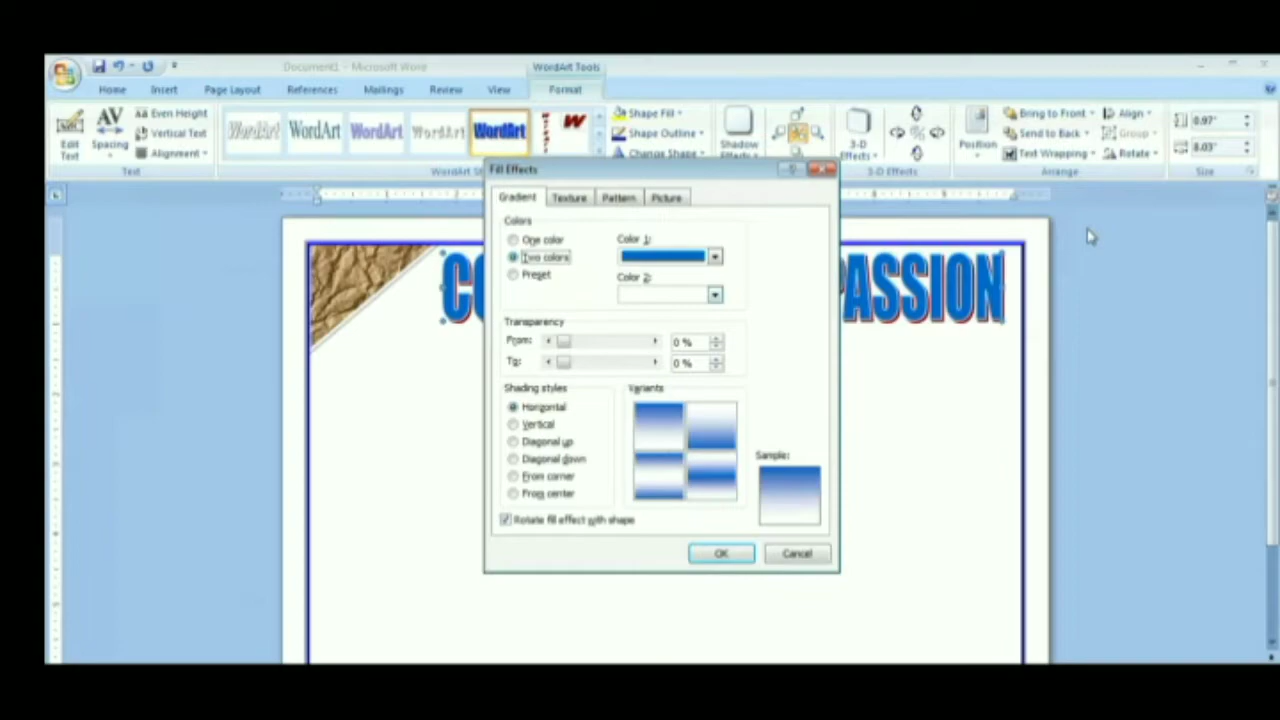 Document1 - Microsoft Word
WordArt Tools
Home Insert Page Layout References Mailings Review View Format
Edit Text
Spacing
Even Height
Vertical Text
Alignment
Text
WordArt WordArt WordArt WordArt WordArt
W
Shape Fill
Shape Outline
Change Shape
Shadow
3-D Effects
3-D Effects
Position
Bring to Front
Send to Back
Text Wrapping
Align
Group
Rotate
Arrange
0.97"
8.03"
Size
Fill Effects
Gradient Texture Pattern Picture
Colors
One color
Two colors
Preset
Color 1:
Color 2:
Transparency
From: 0 %
To: 0 %
Shading styles
Horizontal
Vertical
Diagonal up
Diagonal down
From corner
From center
Variants
Sample:
Rotate fill effect with shape
OK Cancel
PASSION